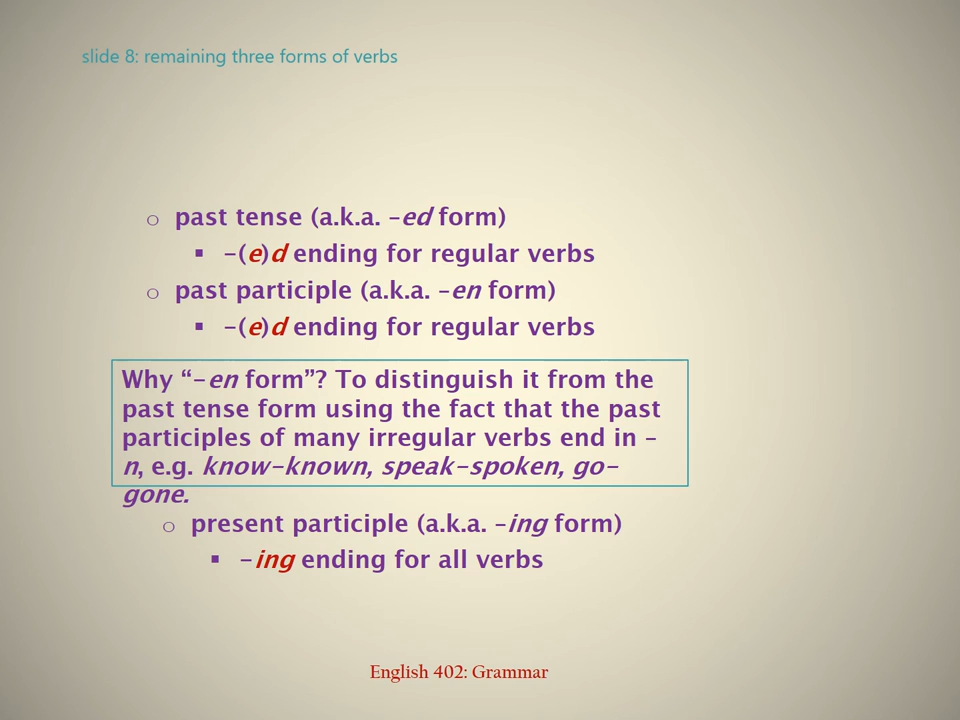 slide 8: remaining three forms of verbs
o past tense (a.k.a. –ed form)
▪ –(e)d ending for regular verbs
o past participle (a.k.a. –en form)
▪ –(e)d ending for regular verbs
Why “–en form”? To distinguish it from the
past tense form using the fact that the past
participles of many irregular verbs end in –
n, e.g. know–known, speak–spoken, go–
gone.
o present participle (a.k.a. –ing form)
▪ –ing ending for all verbs
English 402: Grammar